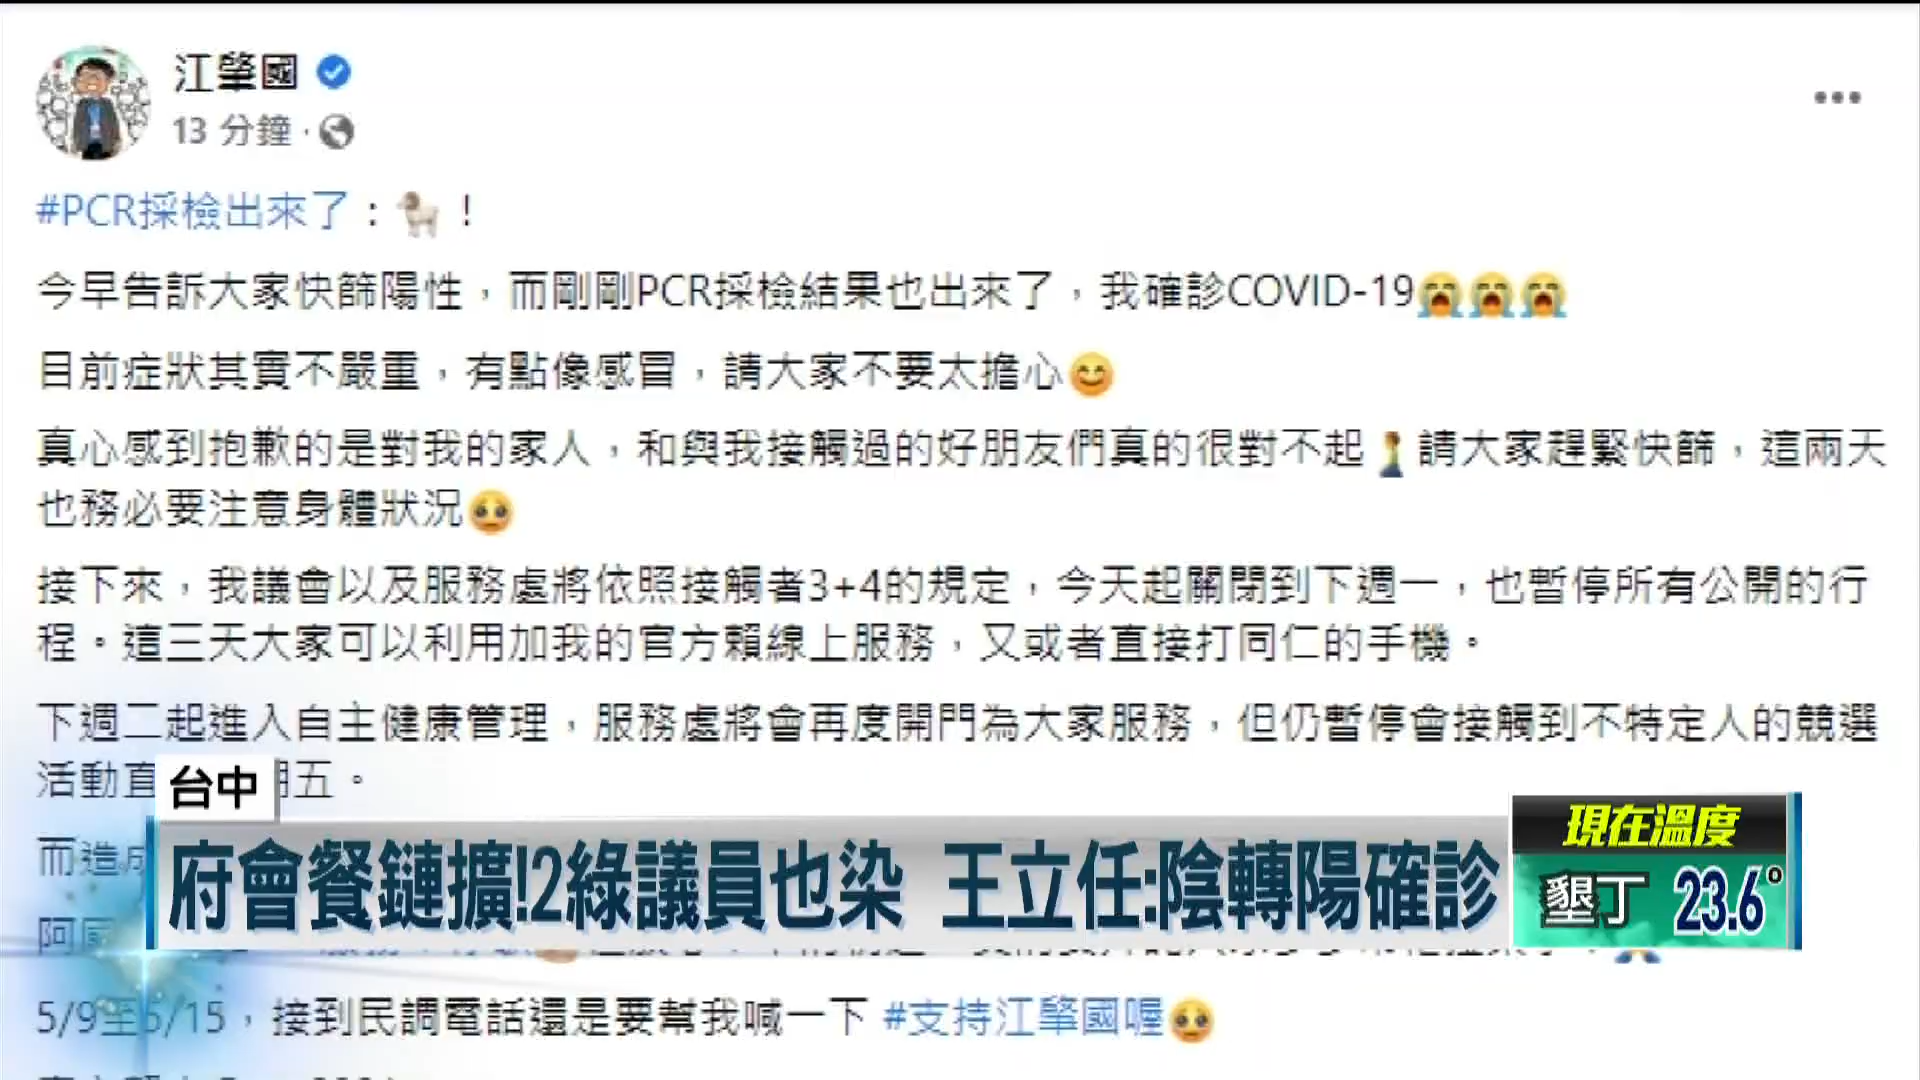 江肇國
13 分鐘 ·
#PCR採檢出來了：🐏！
今早告訴大家快篩陽性，而剛剛PCR採檢結果也出來了，我確診COVID-19😭😭😭
目前症狀其實不嚴重，有點像感冒，請大家不要太擔心😊
真心感到抱歉的是對我的家人，和與我接觸過的好朋友們真的很對不起 請大家趕緊快篩，這兩天
也務必要注意身體狀況🥺
接下來，我議會以及服務處將依照接觸者3+4的規定，今天起關閉到下週一，也暫停所有公開的行
程。這三天大家可以利用加我的官方賴線上服務，又或者直接打同仁的手機。
下週二起進入自主健康管理，服務處將會再度開門為大家服務，但仍暫停會接觸到不特定人的競選
活動直 期五。
台中
而造成
府會餐鏈擴!2綠議員也染 王立任:陰轉陽確診
現在溫度
墾丁 23.6°
5/9至5/15，接到民調電話還是要幫我喊一下 #支持江肇國喔🥺